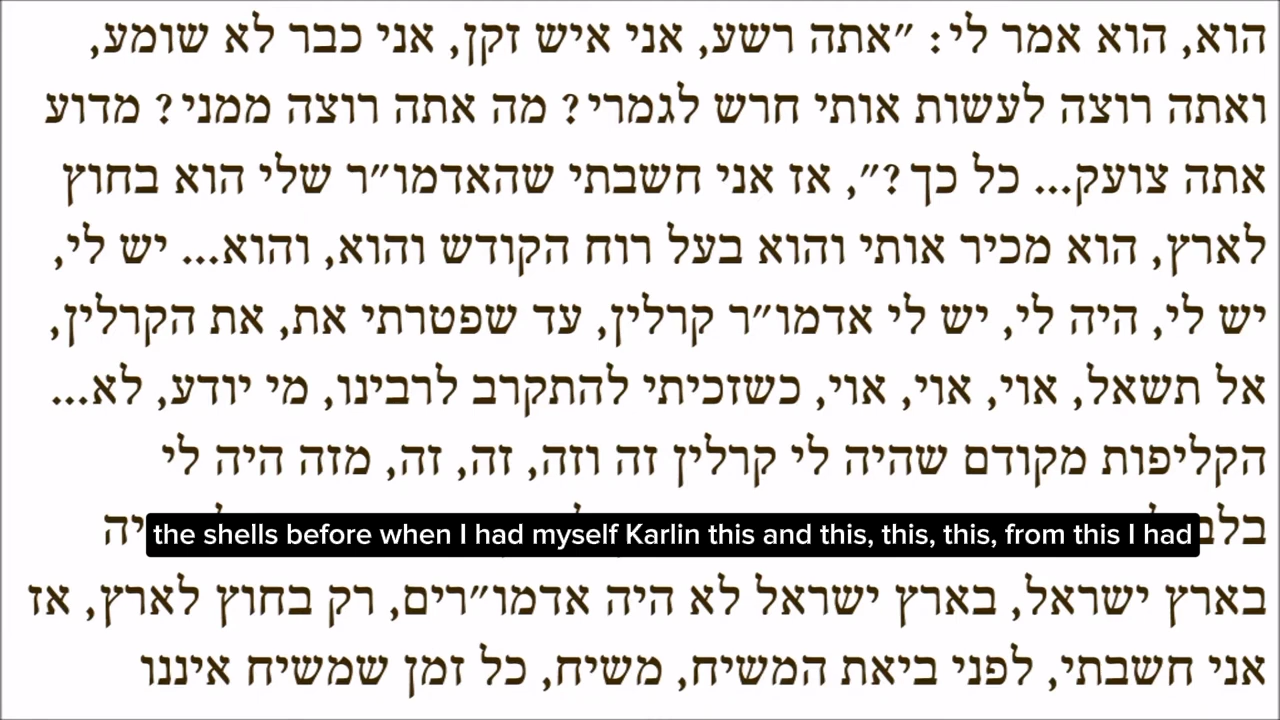 הוא, הוא אמר לי: "אתה רשע, אני איש זקן, אני כבר לא שומע,
ואתה רוצה לעשות אותי חרש לגמרי? מה אתה רוצה ממני? מדוע
אתה צועק... כל כך?", אז אני חשבתי שהאדמו"ר שלי הוא בחוץ
לארץ, הוא מכיר אותי והוא בעל רוח הקודש והוא, והוא... יש לי,
יש לי, היה לי, יש לי אדמו"ר קרלין, עד שפטרתי את, את הקרלין,
אל תשאל, אוי, אוי, אוי, כשזכיתי להתקרב לרבינו, מי יודע, לא...
הקליפות מקודם שהיה לי קרלין זה וזה, זה, זה, מזה היה לי
the shells before when I had myself Karlin this and this, this, this, from this I had
בארץ ישראל, בארץ ישראל לא היה אדמו"רים, רק בחוץ לארץ, אז
אני חשבתי, לפני ביאת המשיח, משיח, כל זמן שמשיח איננו